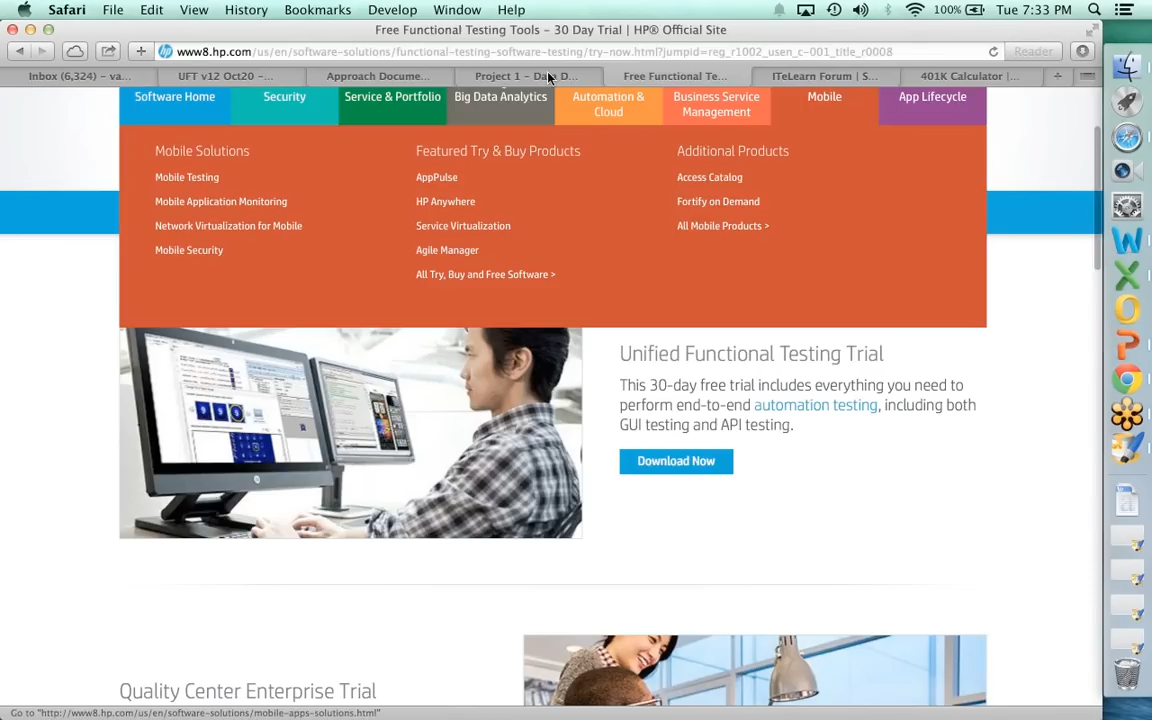 Safari File Edit View History Bookmarks Develop Window Help 100% Tue 7:33 PM
Free Functional Testing Tools – 30 Day Trial | HP® Official Site
www8.hp.com/us/en/software-solutions/functional-testing-software-testing/try-now.html?jumpid=reg_r1002_usen_c-001_title_r0008 Reader
Inbox (6,324) – va... UFT v12 Oct20 –... Approach Docume... Project 1 – Data D... Free Functional Te... ITeLearn Forum | S... 401K Calculator |...
Software Home Security Service & Portfolio Big Data Analytics Automation & Cloud Business Service Management Mobile App Lifecycle
Mobile Solutions
Mobile Testing
Mobile Application Monitoring
Network Virtualization for Mobile
Mobile Security
Featured Try & Buy Products
AppPulse
HP Anywhere
Service Virtualization
Agile Manager
All Try, Buy and Free Software >
Additional Products
Access Catalog
Fortify on Demand
All Mobile Products >
Unified Functional Testing Trial
This 30-day free trial includes everything you need to
perform end-to-end automation testing, including both
GUI testing and API testing.
Download Now
Quality Center Enterprise Trial
Go to "http://www8.hp.com/us/en/software-solutions/mobile-apps-solutions.html"